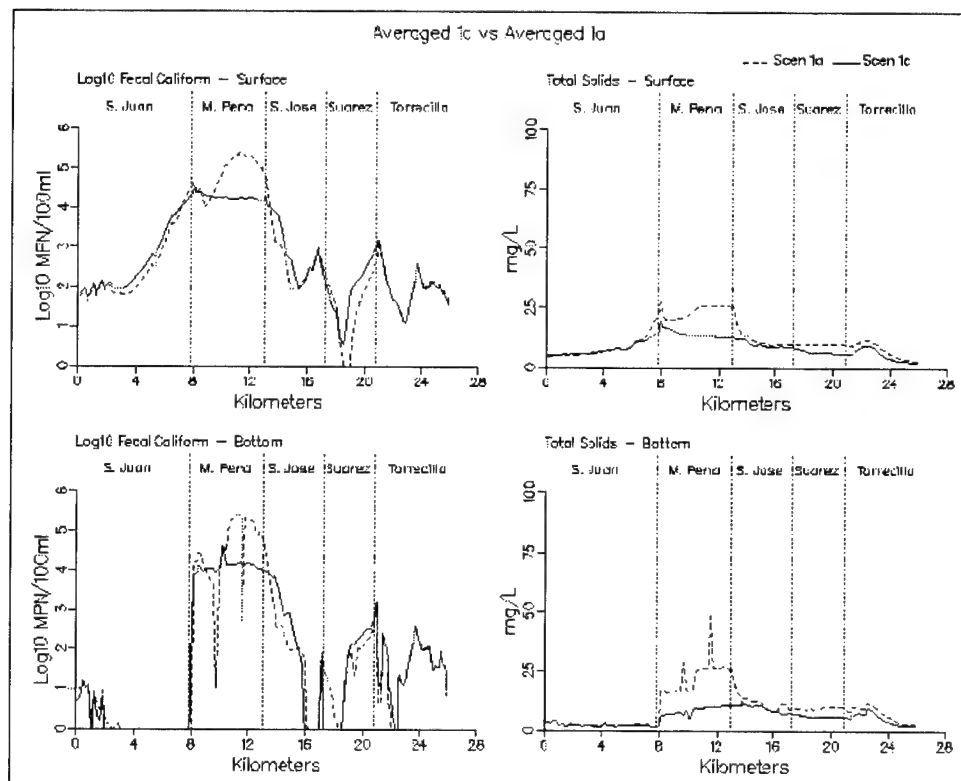 Averaged 1c vs Averaged 1a
--- Scen 1a — Scen 1c
Log10 Fecal Caliform – Surface
S. Juan M. Pena S. Jose Suarez Torrecilla
Log10 MFN/100ml
6
5
4
3
2
1
0
0 4 8 12 16 20 24 28
Kilometers
Total Solids – Surface
S. Juan M. Pena S. Jose Suarez Torrecilla
mg/L
100
75
50
25
0
0 4 8 12 16 20 24 28
Kilometers
Log10 Fecal Caliform – Bottom
S. Juan M. Pena S. Jose Suarez Torrecilla
Log10 MPN/100ml
6
5
4
3
2
1
0
0 4 8 12 16 20 24 28
Kilometers
Total Solids – Bottom
S. Juan M. Pena S. Jose Suarez Torrecilla
mg/L
100
75
50
25
0
0 4 8 12 16 20 24 28
Kilometers